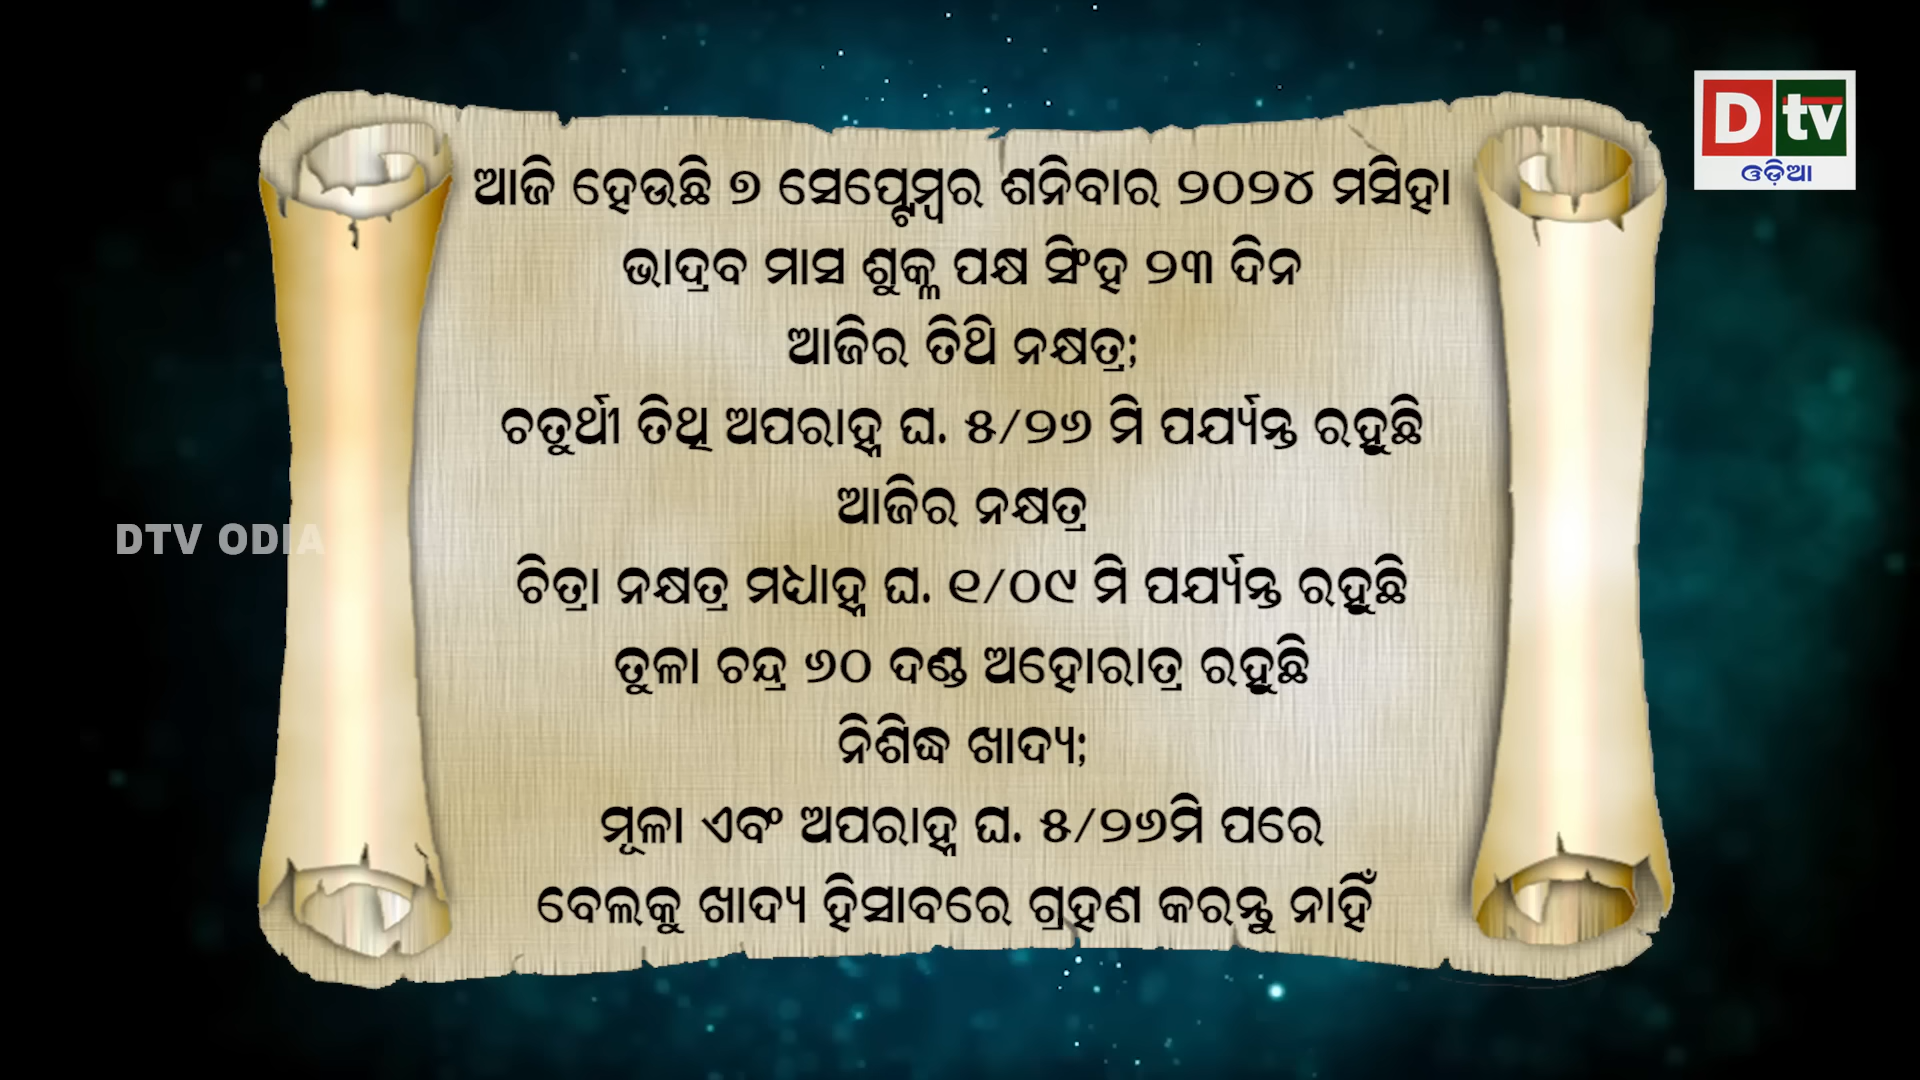 D tv
ଓଡ଼ିଆ
ଆଜି ହେଉଛି ୭ ସେପ୍ଟେମ୍ବର ଶନିବାର ୨୦୨୪ ମସିହା
ଭାଦ୍ରବ ମାସ ଶୁକ୍ଳ ପକ୍ଷ ସିଂହ ୨୩ ଦିନ
ଆଜିର ତିଥି ନକ୍ଷତ୍ର;
ଚତୁର୍ଥୀ ତିଥି ଅପରାହ୍ନ ଘ. ୫/୨୬ ମି ପର୍ଯ୍ୟନ୍ତ ରହୁଛି
ଆଜିର ନକ୍ଷତ୍ର
ଚିତ୍ରା ନକ୍ଷତ୍ର ମଧ୍ୟାହ୍ନ ଘ. ୧/୦୯ ମି ପର୍ଯ୍ୟନ୍ତ ରହୁଛି
ତୁଳା ଚନ୍ଦ୍ର ୬୦ ଦଣ୍ଡ ଅହୋରାତ୍ର ରହୁଛି
ନିଶିଦ୍ଧ ଖାଦ୍ୟ;
ମୂଳା ଏବଂ ଅପରାହ୍ନ ଘ. ୫/୨୬ମି ପରେ
ବେଲକୁ ଖାଦ୍ୟ ହିସାବରେ ଗ୍ରହଣ କରନ୍ତୁ ନାହିଁ
DTV ODIA